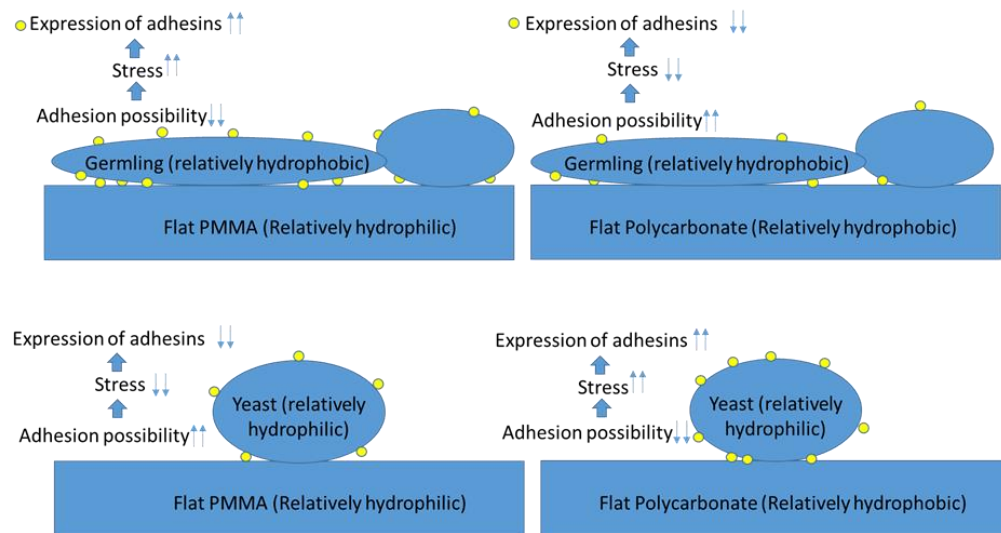 Expression of adhesins ↑↑
Stress ↑↑
Adhesion possibility ↓↓
Germling (relatively hydrophobic)
Flat PMMA (Relatively hydrophilic)
Expression of adhesins ↓↓
Stress ↓↓
Adhesion possibility ↑↑
Germling (relatively hydrophobic)
Flat Polycarbonate (Relatively hydrophobic)
Expression of adhesins ↓↓
Stress ↓↓
Adhesion possibility ↑↑
Yeast (relatively
hydrophilic)
Flat PMMA (Relatively hydrophilic)
Expression of adhesins ↑↑
Stress ↑↑
Adhesion possibility ↓↓
Yeast (relatively
hydrophilic)
Flat Polycarbonate (Relatively hydrophobic)